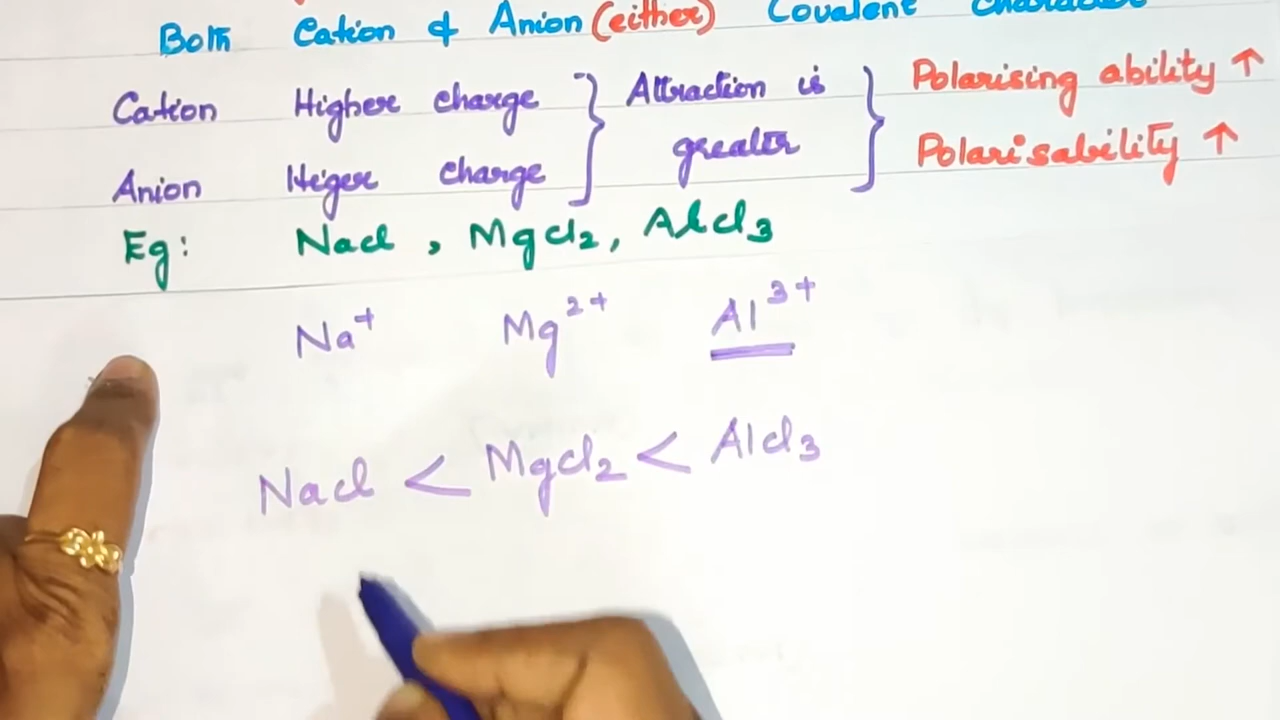 Both Cation & Anion (either) Covalent Character
Cation Higher charge } Attraction is } Polarising ability ↑
Anion Higer charge greater Polarisability ↑
Eg: Nacl , Mgcl₂, Alcl₃
Na⁺ Mg²⁺ Al³⁺
Nacl < Mgcl₂ < Alcl₃